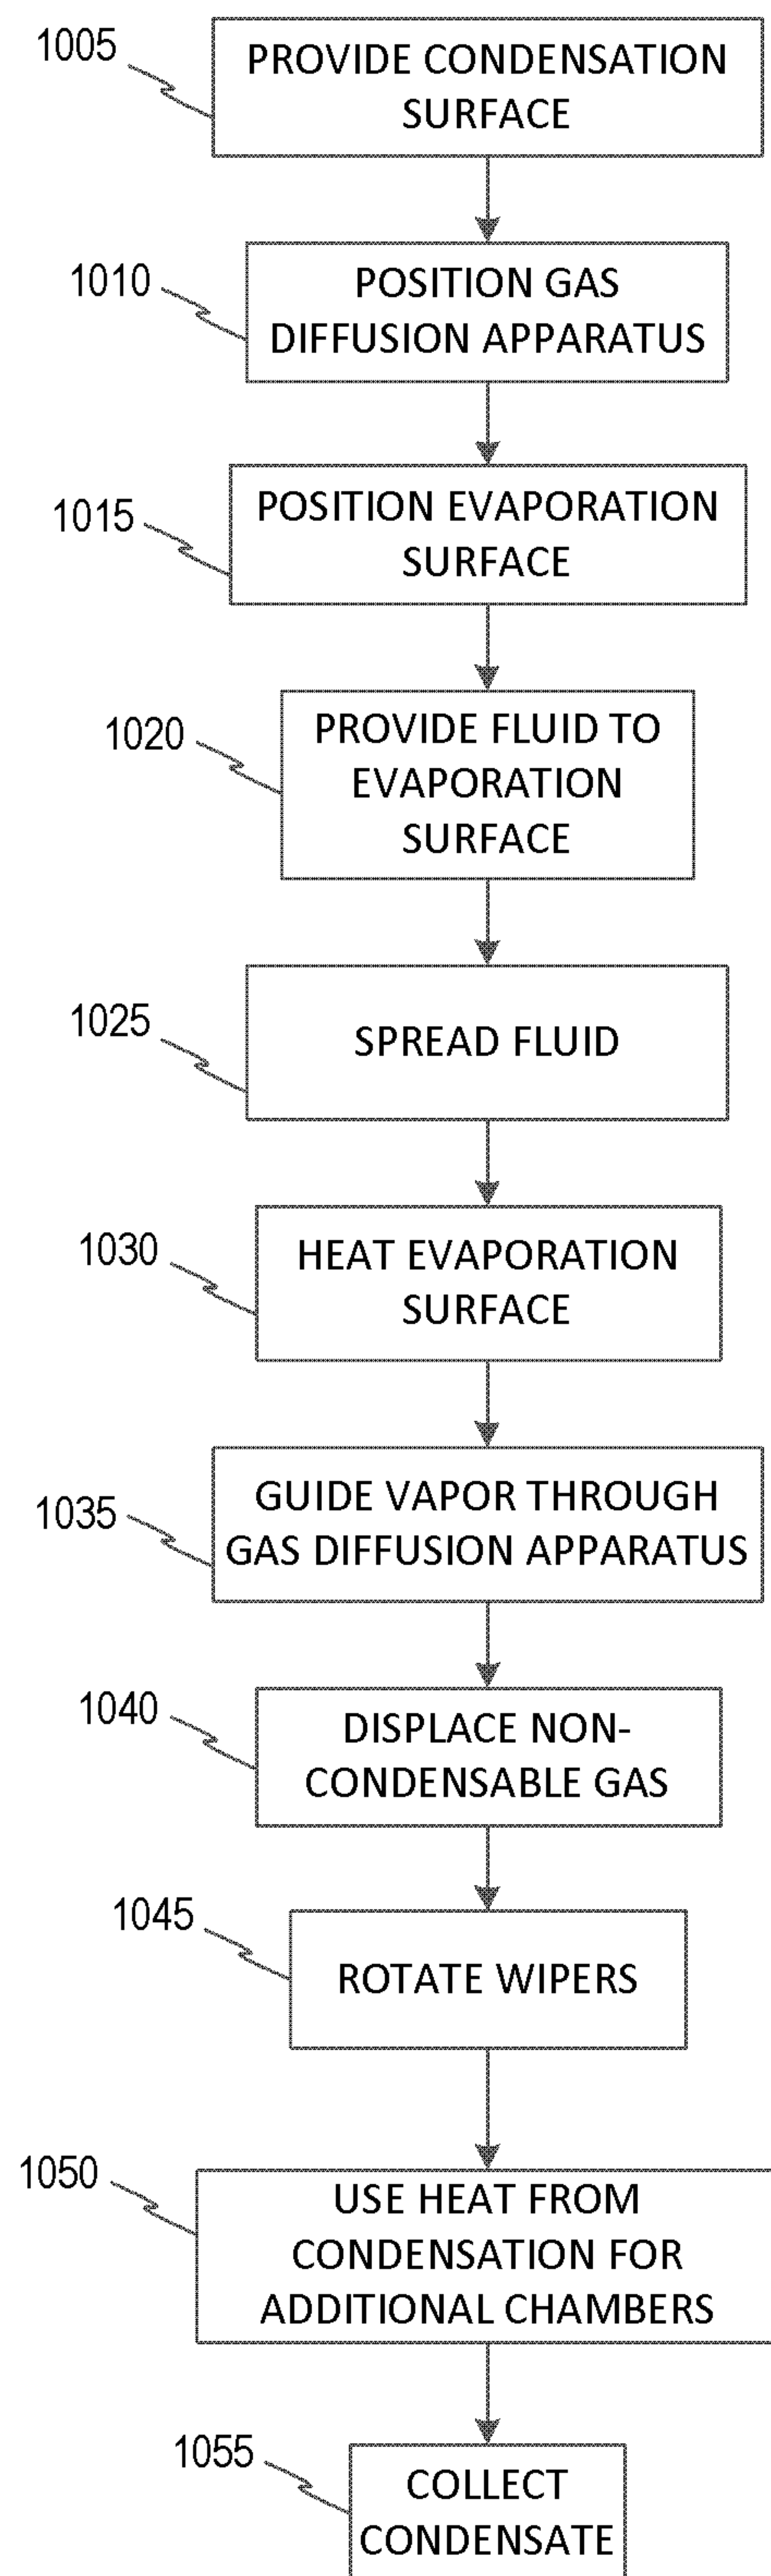 1005
PROVIDE CONDENSATION
SURFACE
1010
POSITION GAS
DIFFUSION APPARATUS
1015
POSITION EVAPORATION
SURFACE
1020
PROVIDE FLUID TO
EVAPORATION
SURFACE
1025
SPREAD FLUID
1030
HEAT EVAPORATION
SURFACE
1035
GUIDE VAPOR THROUGH
GAS DIFFUSION APPARATUS
1040
DISPLACE NON-
CONDENSABLE GAS
1045
ROTATE WIPERS
1050
USE HEAT FROM
CONDENSATION FOR
ADDITIONAL CHAMBERS
1055
COLLECT
CONDENSATE